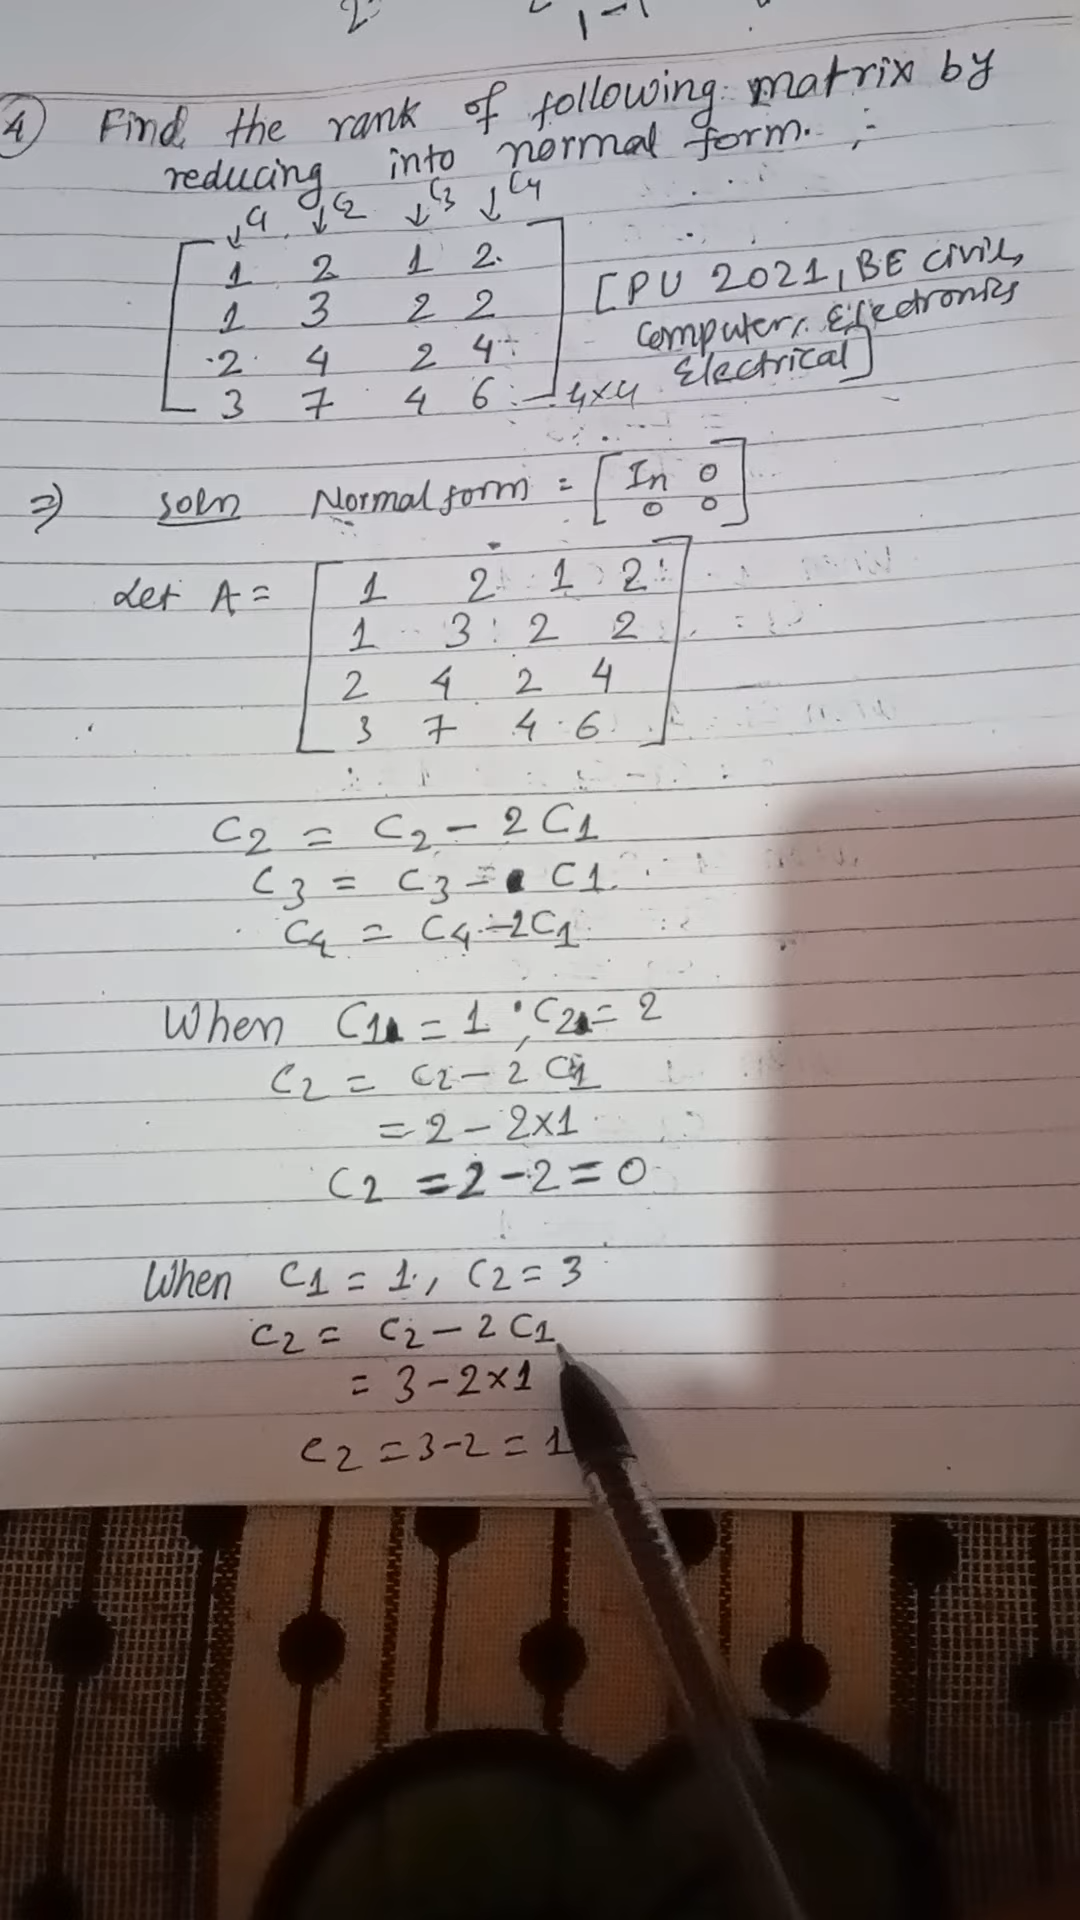 4 Find the rank of following matrix by
reducing into normal form.
C1 C2 C3 C4
1 2 1 2
1 3 2 2
2 4 2 4
3 7 4 6 4×4
[PU 2021, BE civil,
Computer, Electronics
Electrical]
⇒ Soln Normal form = [In 0
0 0]
Let A =
1 2 1 2
1 3 2 2
2 4 2 4
3 7 4 6
C2 = C2 - 2C1
C3 = C3 - C1
C4 = C4 - 2C1
When C1 = 1, C2 = 2
C2 = C2 - 2C1
= 2 - 2×1
C2 = 2 - 2 = 0
When C1 = 1, C2 = 3
C2 = C2 - 2C1
= 3 - 2×1
C2 = 3 - 2 = 1